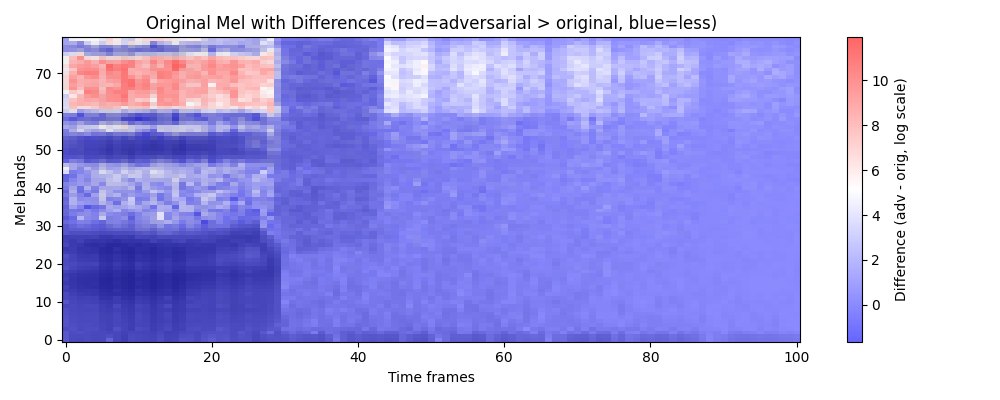 Original Mel with Differences (red=adversarial > original, blue=less)
Mel bands
70
60
50
40
30
20
10
0
0 20 40 60 80 100
Time frames
10
8
6
4
2
0
Difference (adv - orig, log scale)